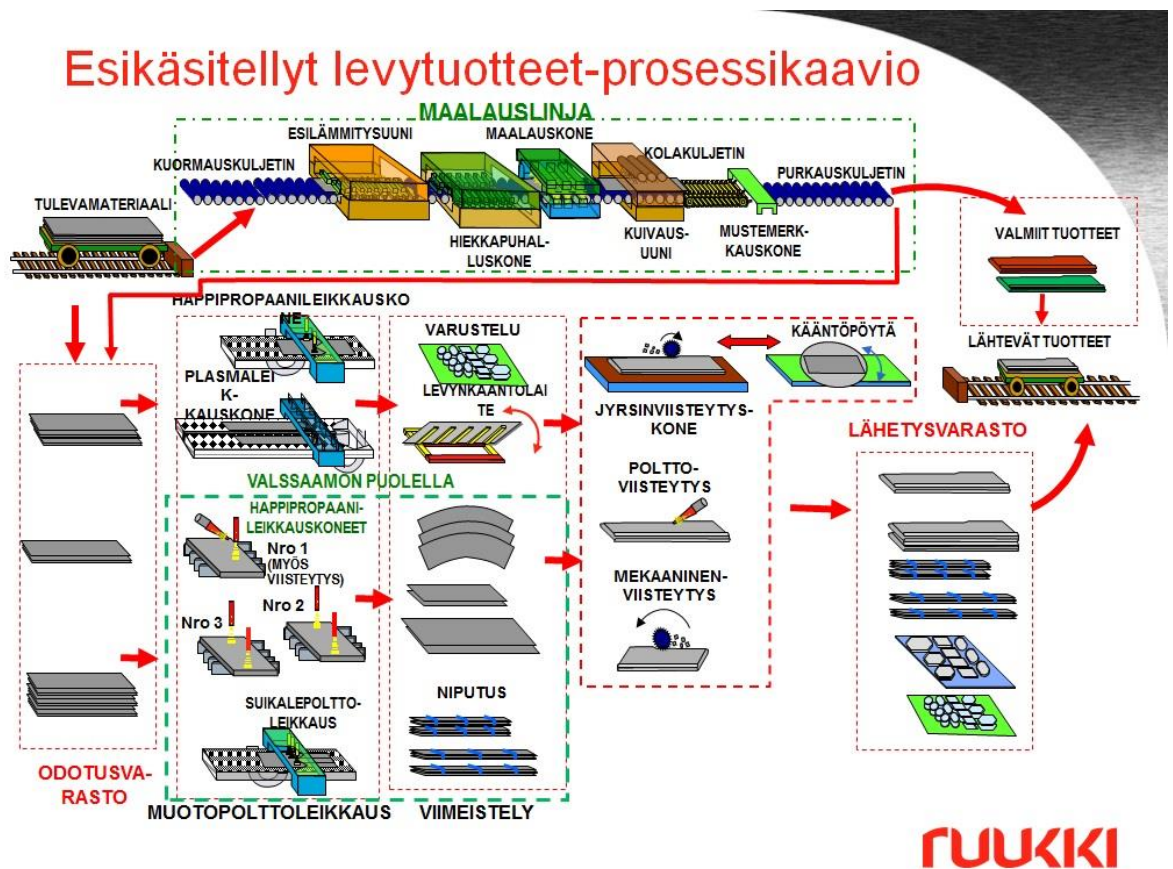 Esikäsitellyt levytuotteet-prosessikaavio
MAALAUSLINJA
ESILÄMMITYSUUNI
MAALAUSKONE
KUORMAUSKULJETIN
KOLAKULJETIN
PURKAUSKULJETIN
TULEVAMATERIAALI
HIEKKAPUHAL-
LUSKONE
KUIVAUS-
UUNI
MUSTEMERK-
KAUSKONE
VALMIIT TUOTTEET
HAPPIPROPAANILEIKKAUSKO
NE
VARUSTELU
KÄÄNTÖPÖYTÄ
LÄHTEVÄT TUOTTEET
PLASMALEI
K-
KAUSKONE
LEVYNKÄÄNTÖLAI
TE
JYRSINVIISTEYTYS-
KONE
LÄHETYSVARASTO
VALSSAAMON PUOLELLA
POLTTO-
VIISTEYTYS
HAPPIPROPAANI-
LEIKKAUSKONEET
Nro 1
(MYÖS
VIISTEYTYS)
MEKAANINEN-
VIISTEYTYS
Nro 2
Nro 3
SUIKALEPOLTTO-
LEIKKAUS
NIPUTUS
ODOTUSVA-
RASTO
MUOTOPOLTTOLEIKKAUS
VIIMEISTELY
RUUKKI